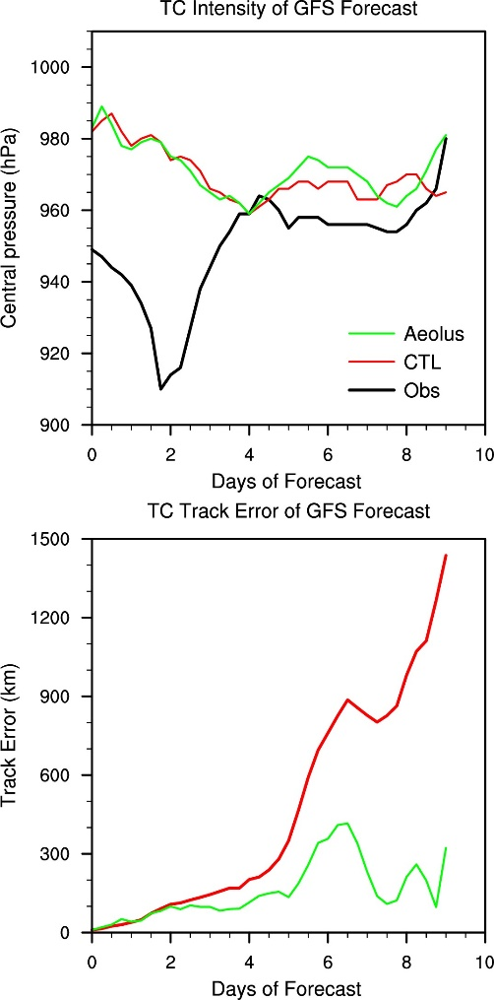 TC Intensity of GFS Forecast
Central pressure (hPa)
1000
980
960
940
920
900
Aeolus
CTL
Obs
0 2 4 6 8 10
Days of Forecast
TC Track Error of GFS Forecast
Track Error (km)
1500
1200
900
600
300
0
0 2 4 6 8 10
Days of Forecast